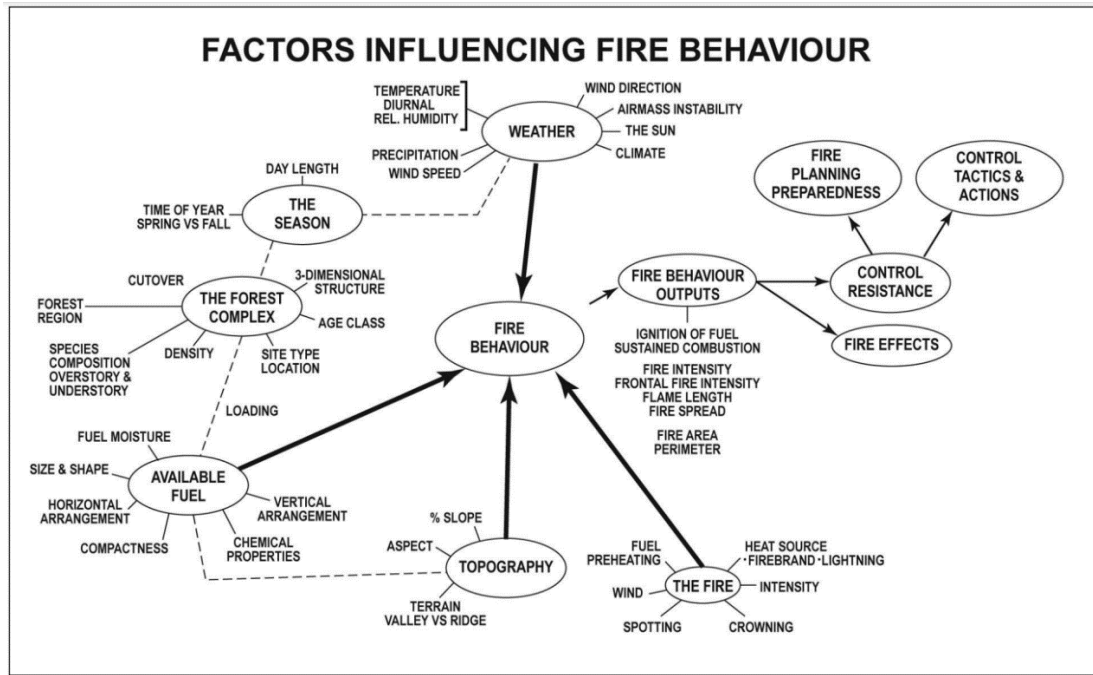 FACTORS INFLUENCING FIRE BEHAVIOUR
TEMPERATURE
DIURNAL
REL. HUMIDITY
PRECIPITATION
WIND SPEED
WEATHER
WIND DIRECTION
AIRMASS INSTABILITY
THE SUN
CLIMATE
DAY LENGTH
TIME OF YEAR
SPRING VS FALL
THE
SEASON
CUTOVER
FOREST
REGION
SPECIES
COMPOSITION
OVERSTORY &
UNDERSTORY
DENSITY
THE FOREST
COMPLEX
3-DIMENSIONAL
STRUCTURE
AGE CLASS
SITE TYPE
LOCATION
LOADING
FUEL MOISTURE
SIZE & SHAPE
HORIZONTAL
ARRANGEMENT
COMPACTNESS
AVAILABLE
FUEL
VERTICAL
ARRANGEMENT
CHEMICAL
PROPERTIES
% SLOPE
ASPECT
TOPOGRAPHY
TERRAIN
VALLEY VS RIDGE
FIRE
BEHAVIOUR
FUEL
PREHEATING
WIND
SPOTTING
THE FIRE
HEAT SOURCE
·FIREBRAND·LIGHTNING
INTENSITY
CROWNING
FIRE BEHAVIOUR
OUTPUTS
IGNITION OF FUEL
SUSTAINED COMBUSTION
FIRE INTENSITY
FRONTAL FIRE INTENSITY
FLAME LENGTH
FIRE SPREAD
FIRE AREA
PERIMETER
FIRE
PLANNING
PREPAREDNESS
CONTROL
TACTICS &
ACTIONS
CONTROL
RESISTANCE
FIRE EFFECTS